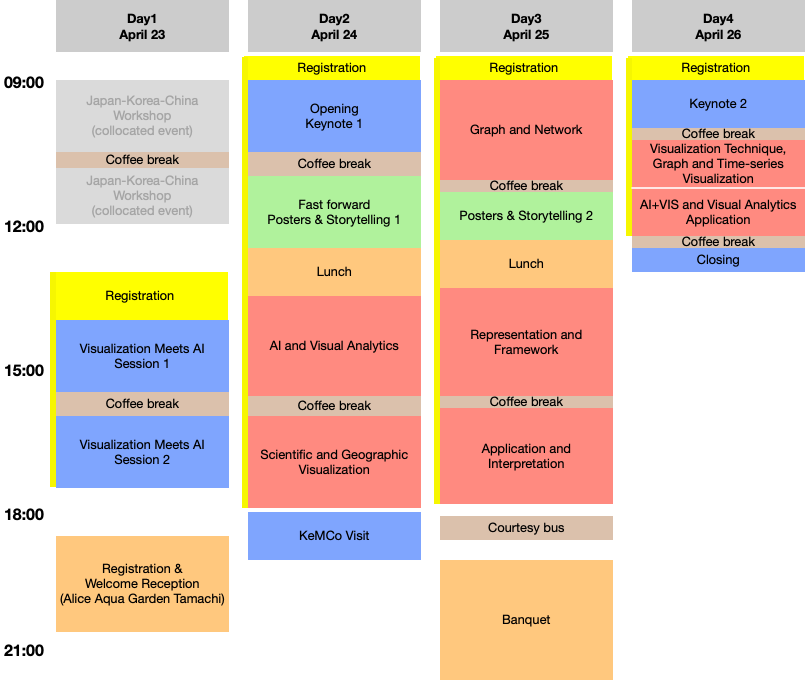 Day1
April 23
Day2
April 24
Day3
April 25
Day4
April 26
09:00
12:00
15:00
18:00
21:00
Japan-Korea-China
Workshop
(collocated event)
Coffee break
Japan-Korea-China
Workshop
(collocated event)
Registration
Visualization Meets AI
Session 1
Coffee break
Visualization Meets AI
Session 2
Registration &
Welcome Reception
(Alice Aqua Garden Tamachi)
Registration
Opening
Keynote 1
Coffee break
Fast forward
Posters & Storytelling 1
Lunch
AI and Visual Analytics
Coffee break
Scientific and Geographic
Visualization
KeMCo Visit
Registration
Graph and Network
Coffee break
Posters & Storytelling 2
Lunch
Representation and
Framework
Coffee break
Application and
Interpretation
Courtesy bus
Banquet
Registration
Keynote 2
Coffee break
Visualization Technique,
Graph and Time-series
Visualization
AI+VIS and Visual Analytics
Application
Coffee break
Closing